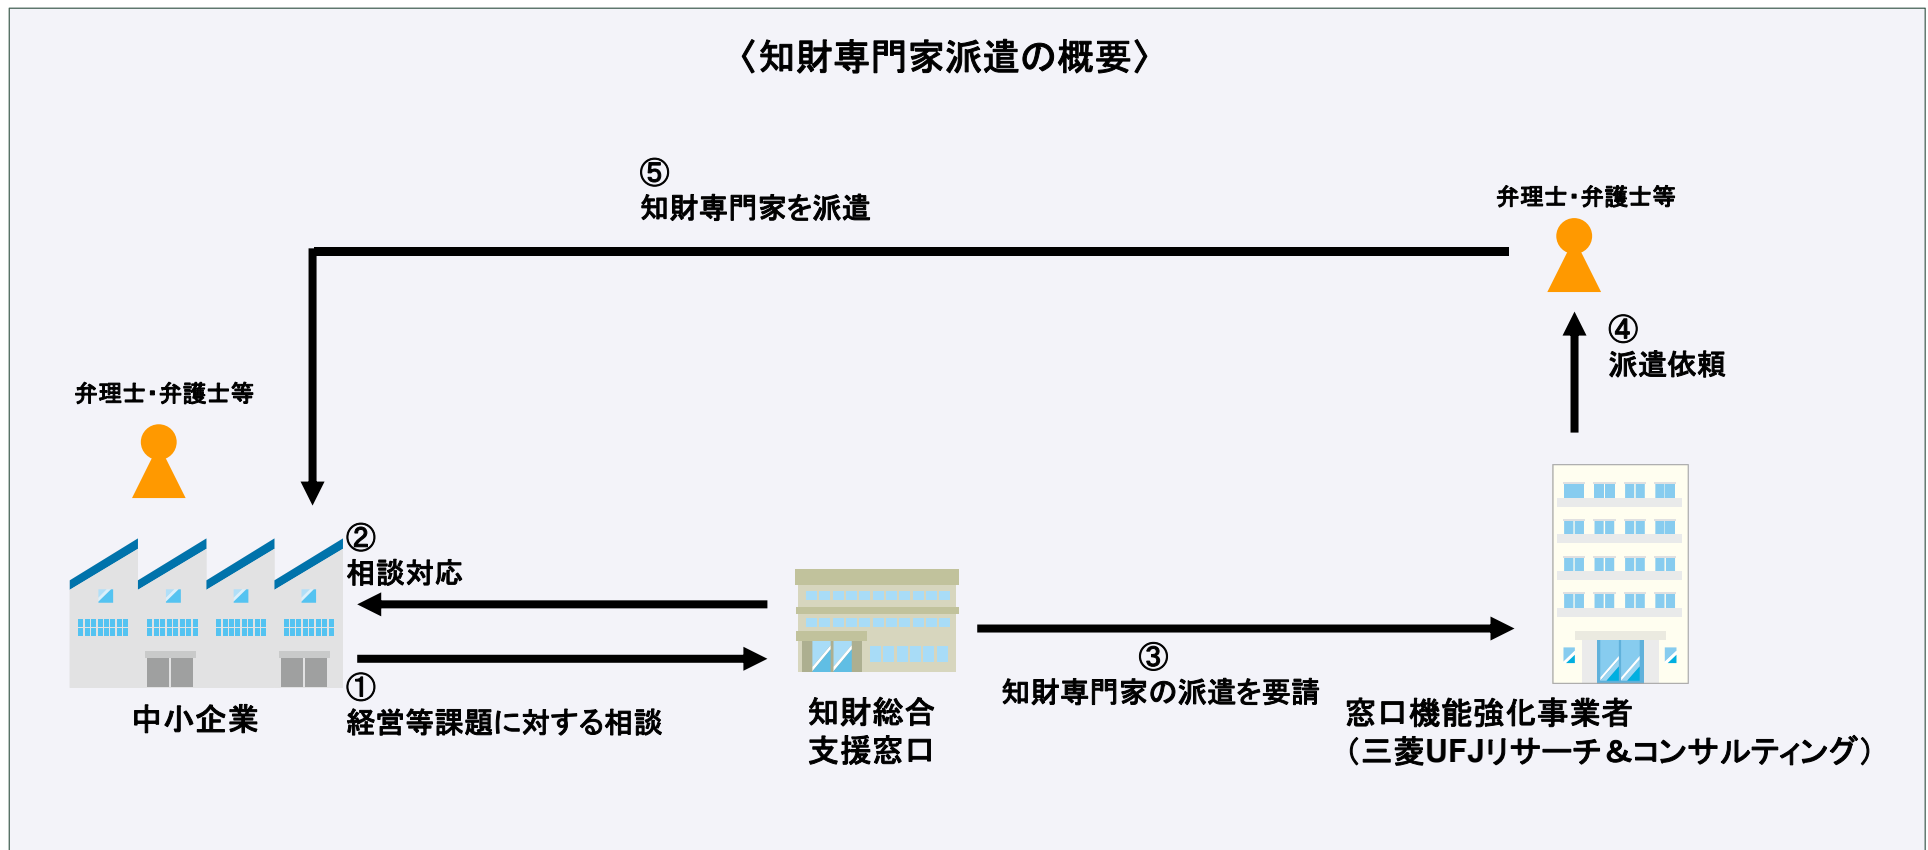 〈知財専門家派遣の概要〉
⑤
知財専門家を派遣
弁理士・弁護士等
④
派遣依頼
弁理士・弁護士等
②
相談対応
①
経営等課題に対する相談
中小企業
知財総合
支援窓口
③
知財専門家の派遣を要請
窓口機能強化事業者
（三菱UFJリサーチ＆コンサルティング）